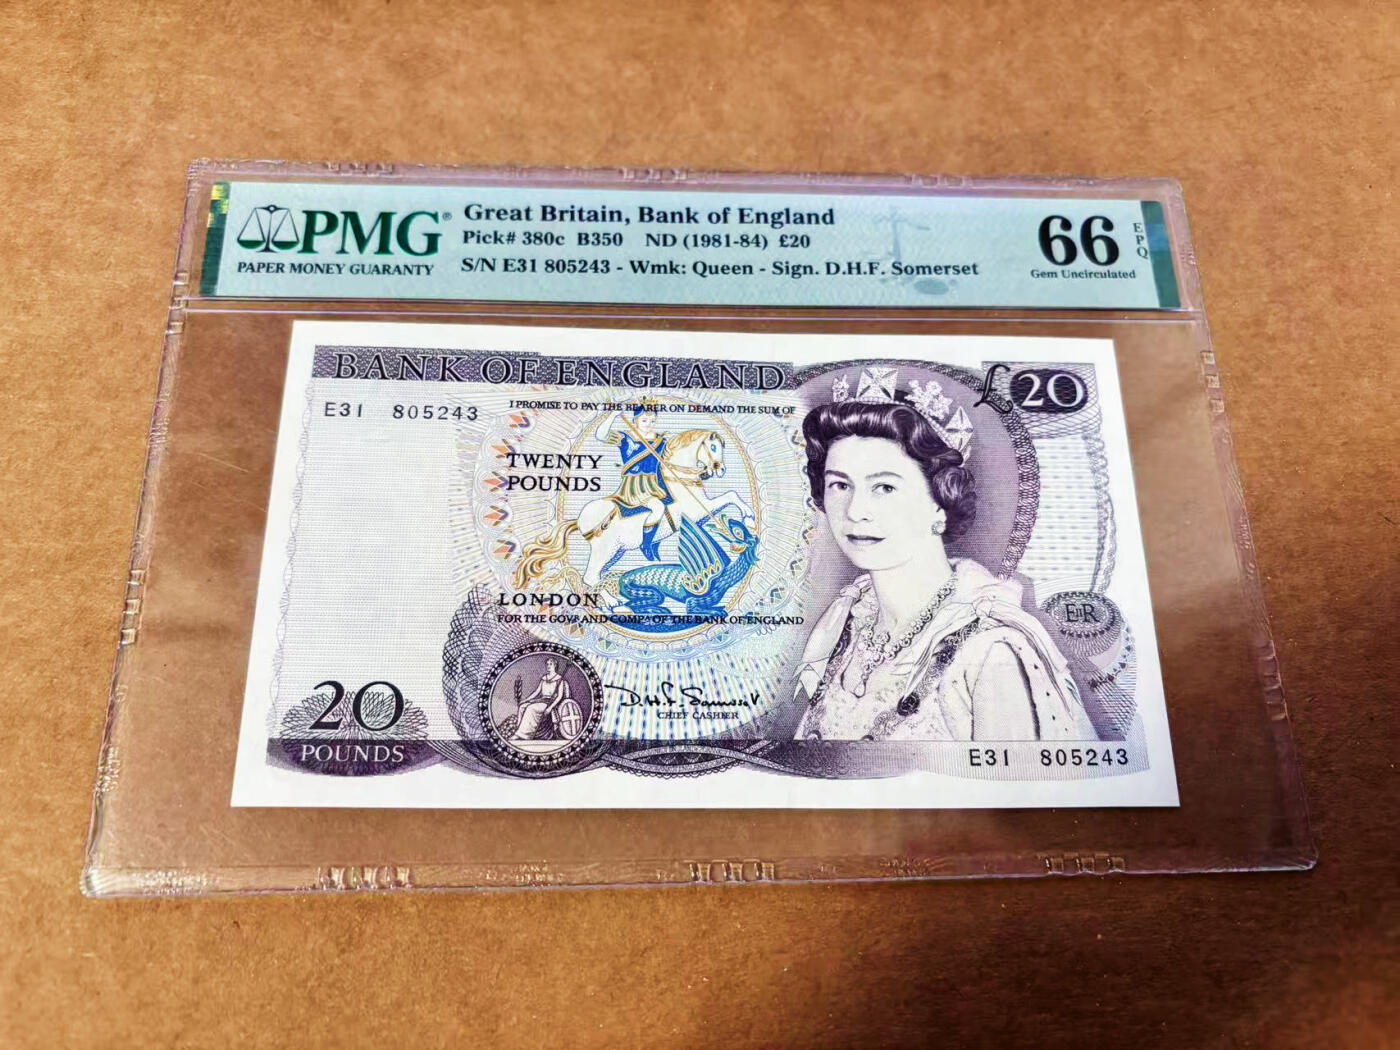 PMG®
PAPER MONEY GUARANTY
Great Britain, Bank of England
Pick# 380c B350 ND (1981-84) £20
S/N E31 805243 - Wmk: Queen - Sign. D.H.F. Somerset
66
EPQ
Gem Uncirculated
BANK OF ENGLAND
£20
E31 805243
I PROMISE TO PAY THE BEARER ON DEMAND THE SUM OF
TWENTY
POUNDS
LONDON
FOR THE GOVR AND COMPA OF THE BANK OF ENGLAND
EIIR
D.H.F. Somerset
CHIEF CASHIER
20
POUNDS
E31 805243